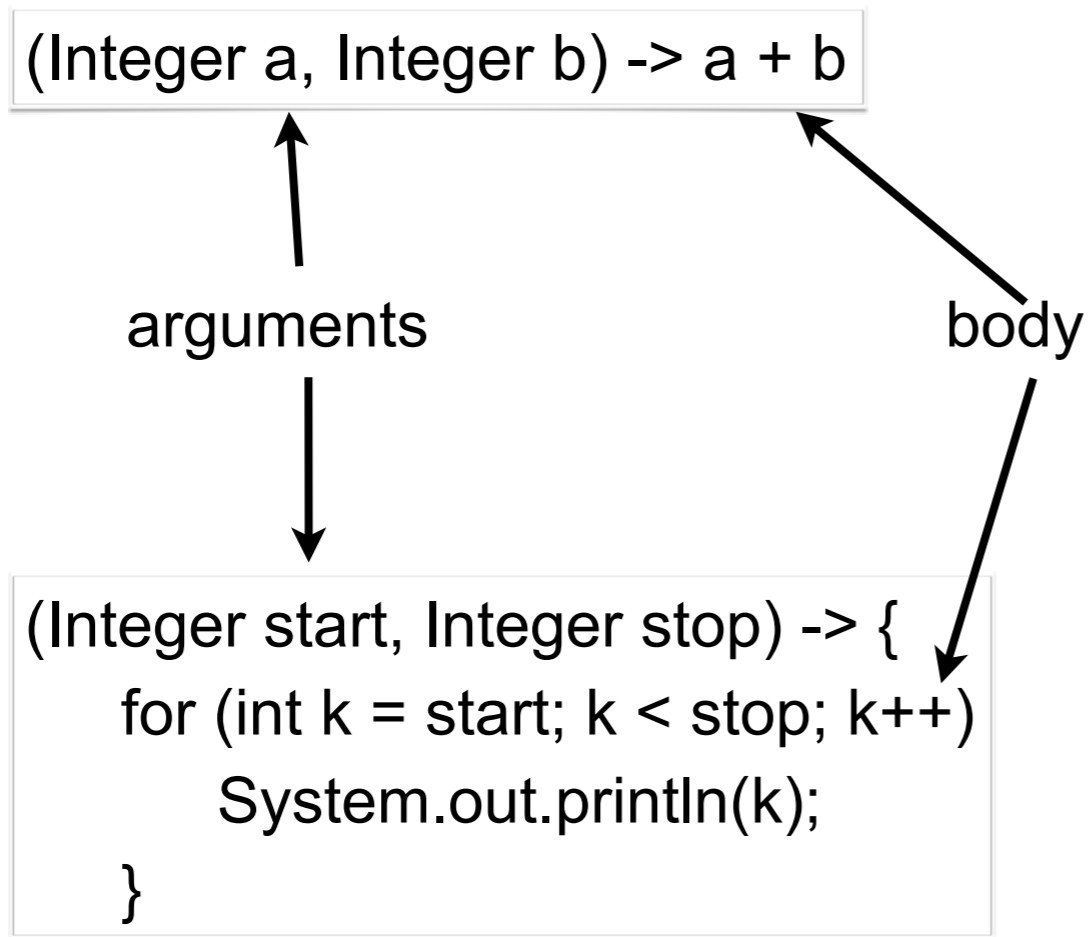 (Integer a, Integer b) -> a + b
arguments
body
(Integer start, Integer stop) -> {
for (int k = start; k < stop; k++)
System.out.println(k);
}